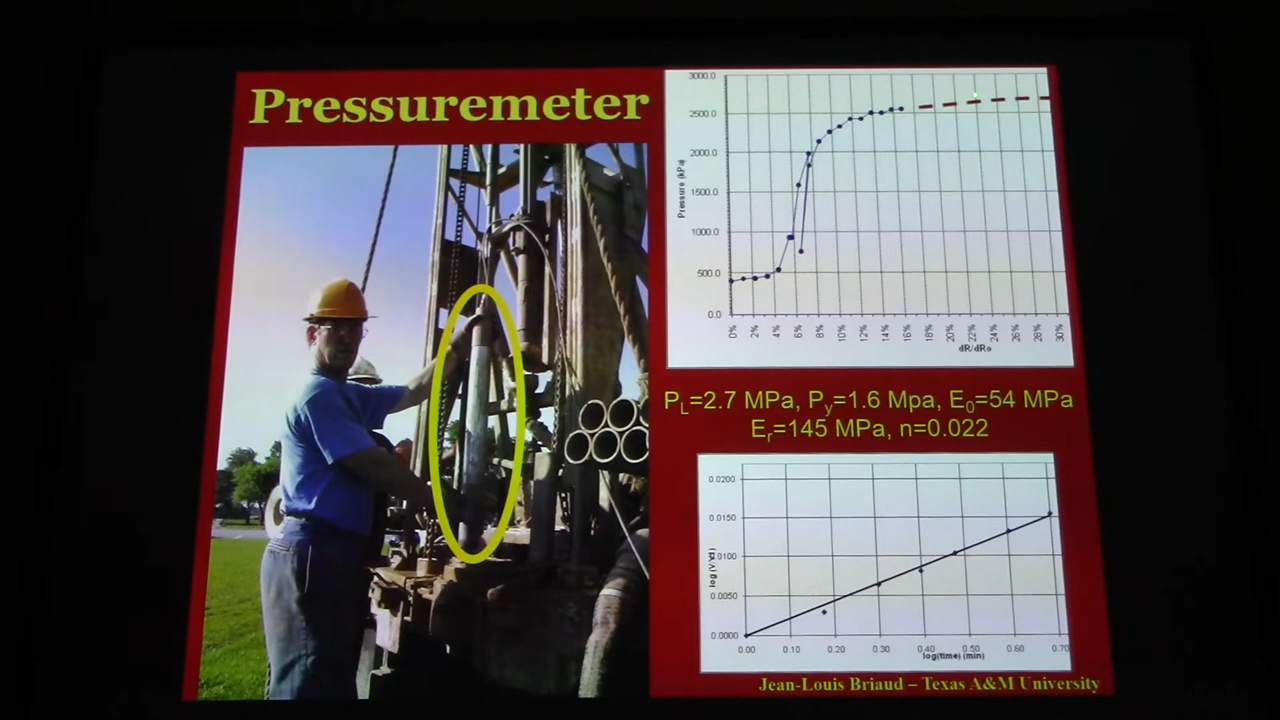 Pressuremeter
3000.0
2500.0
2000.0
1500.0
1000.0
500.0
0.0
Pressure (kPa)
0% 2% 4% 6% 8% 10% 12% 14% 16% 18% 20% 22% 24% 26% 28% 30%
dR/dRo
PL=2.7 MPa, Py=1.6 Mpa, E0=54 MPa
Er=145 MPa, n=0.022
0.0200
0.0150
0.0100
0.0050
0.0000
0.00 0.10 0.20 0.30 0.40 0.50 0.60 0.70
log(time) (min)
Jean-Louis Briaud – Texas A&M University